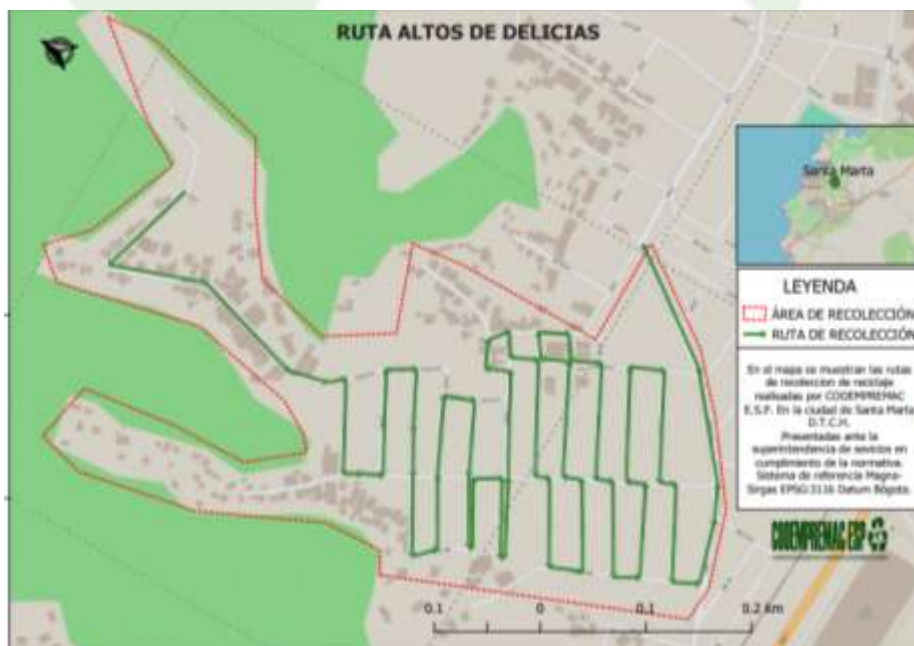 RUTA ALTOS DE DELICIAS
Santa Marta
LEYENDA
ÁREA DE RECOLECCIÓN
RUTA DE RECOLECCIÓN
En el mapa se muestran las rutas
de recoleccion de reciclaje
realisadas por CODEMPREMAC
E.S.P. En la ciudad de Santa Marta
D.T.C.H.
Presentadas ante la
superintendencia de servicios en
cumplimiento de la normativa.
Sistema de referencia Magna-
Sirgas EPSG:3116 Datum Bógota.
CODEMPREMAC ESP
0.1 0 0.1 0.2 km